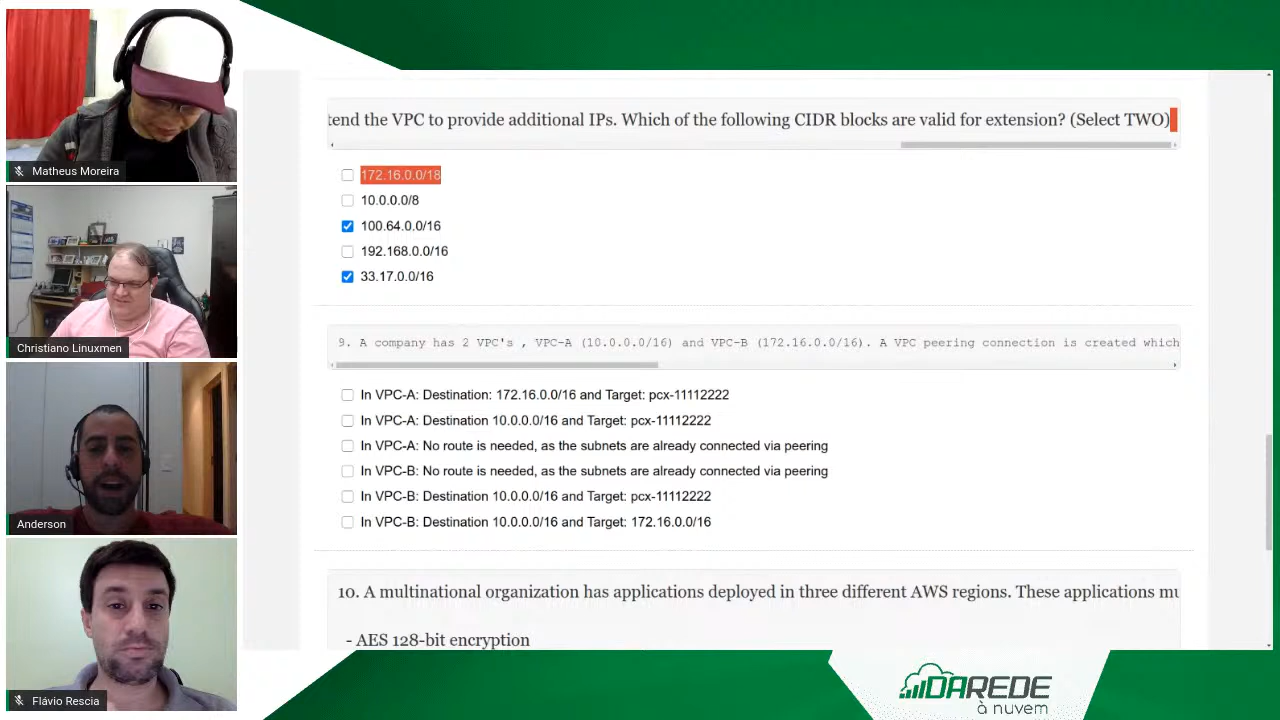 Matheus Moreira
Christiano Linuxmen
Anderson
Flávio Rescia
tend the VPC to provide additional IPs. Which of the following CIDR blocks are valid for extension? (Select TWO)
172.16.0.0/18
10.0.0.0/8
100.64.0.0/16
192.168.0.0/16
33.17.0.0/16
9. A company has 2 VPC's , VPC-A (10.0.0.0/16) and VPC-B (172.16.0.0/16). A VPC peering connection is created which
In VPC-A: Destination: 172.16.0.0/16 and Target: pcx-11112222
In VPC-A: Destination 10.0.0.0/16 and Target: pcx-11112222
In VPC-A: No route is needed, as the subnets are already connected via peering
In VPC-B: No route is needed, as the subnets are already connected via peering
In VPC-B: Destination 10.0.0.0/16 and Target: pcx-11112222
In VPC-B: Destination 10.0.0.0/16 and Target: 172.16.0.0/16
10. A multinational organization has applications deployed in three different AWS regions. These applications mu
- AES 128-bit encryption
DAREDE
à nuvem